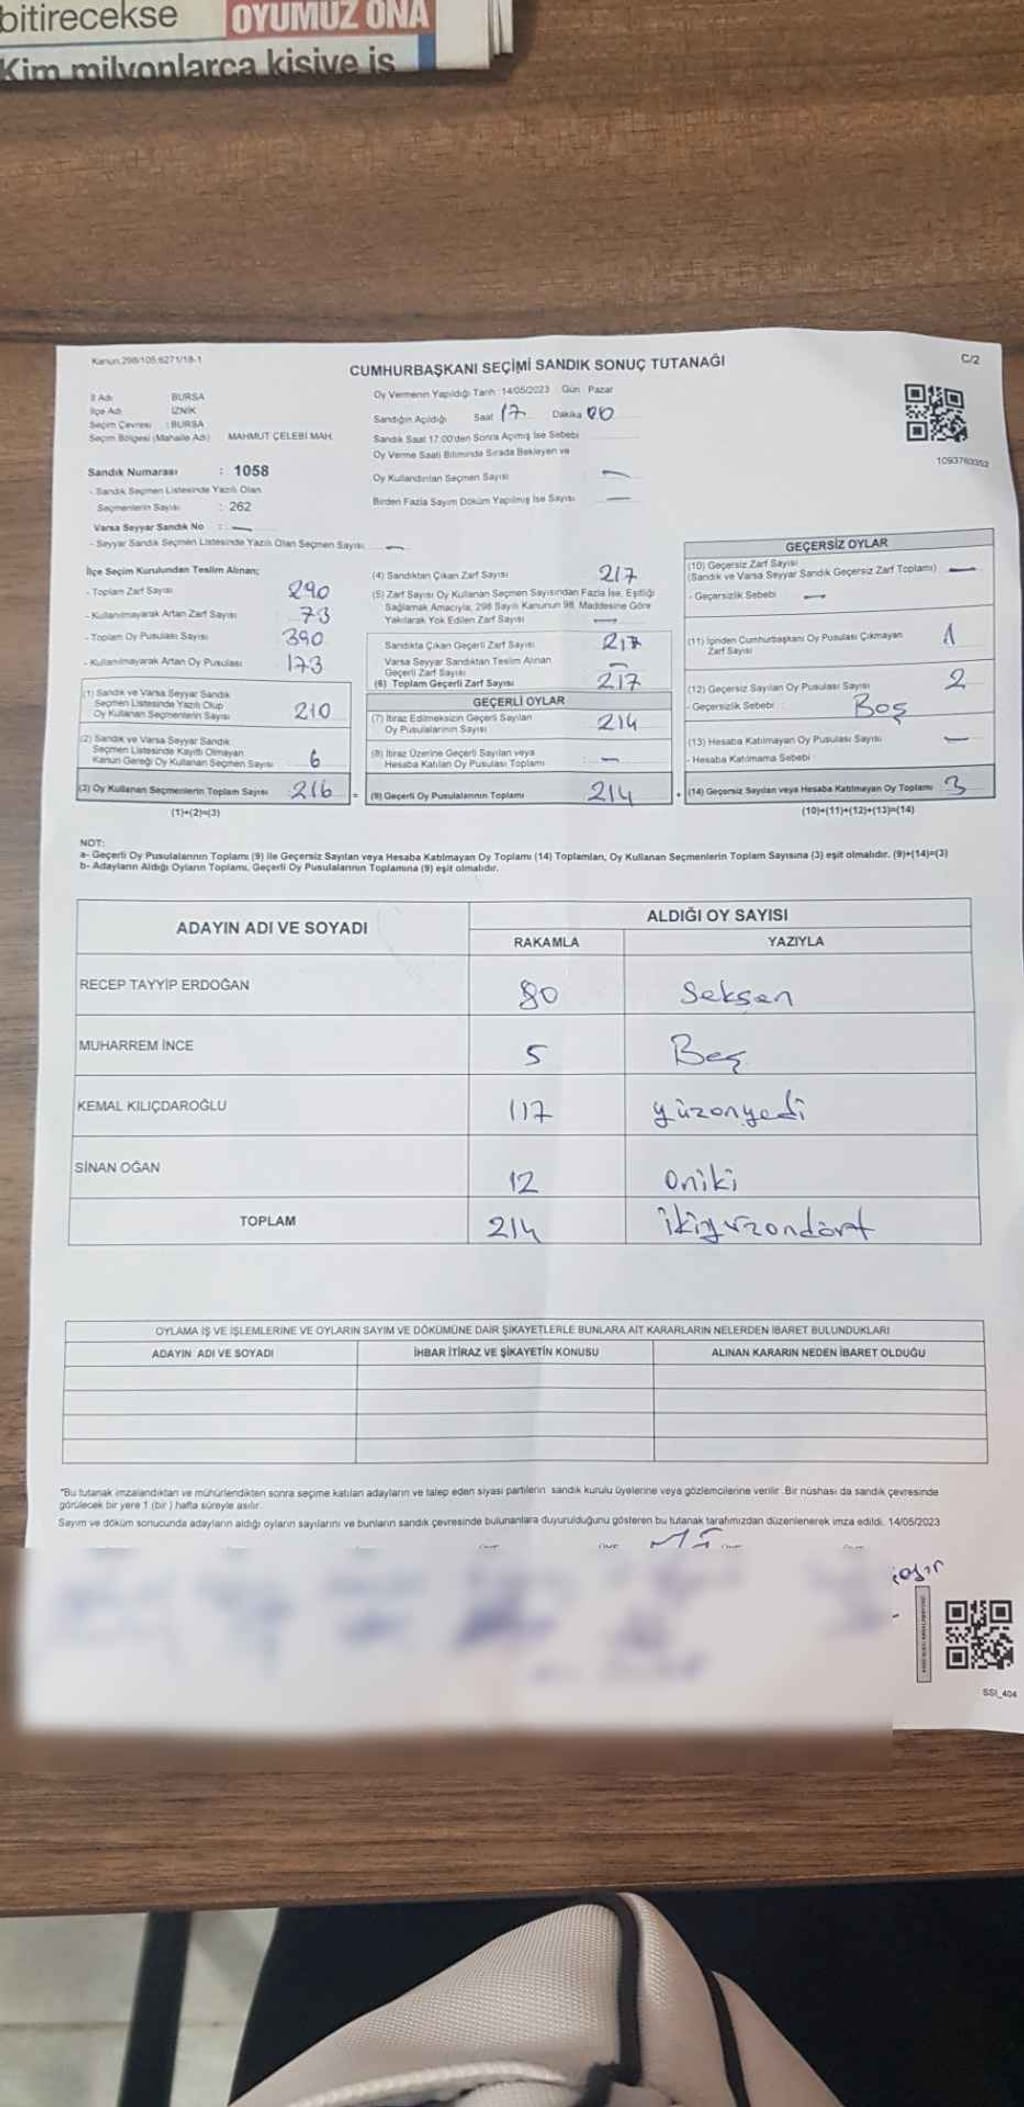 bitirecekse OYUMUZ ONA
Kim milyonlarca kişiye iş
Kanun.298/105.6271/18-1
CUMHURBAŞKANI SEÇİMİ SANDIK SONUÇ TUTANAĞI
C/2
İl Adı BURSA
İlçe Adı İZNİK
Seçim Çevresi : BURSA
Seçim Bölgesi (Mahalle Adı) MAHMUT ÇELEBİ MAH.
Sandık Numarası : 1058
- Sandık Seçmen Listesinde Yazılı Olan
Seçmenlerin Sayısı : 262
Varsa Seyyar Sandık No : —
- Seyyar Sandık Seçmen Listesinde Yazılı Olan Seçmen Sayısı —
Oy Vermenin Yapıldığı Tarih : 14/05/2023 Gün : Pazar
Sandığın Açıldığı Saat 17 Dakika 00
Sandık Saat 17.00'den Sonra Açılmış İse Sebebi
Oy Verme Saati Bitiminde Sırada Bekleyen ve
Oy Kullandırılan Seçmen Sayısı —
Birden Fazla Sayım Döküm Yapılmış İse Sayısı —
1093763352
İlçe Seçim Kurulundan Teslim Alınan;
- Toplam Zarf Sayısı 290
- Kullanılmayarak Artan Zarf Sayısı 73
- Toplam Oy Pusulası Sayısı 390
- Kullanılmayarak Artan Oy Pusulası 173
(1) Sandık ve Varsa Seyyar Sandık
Seçmen Listesinde Yazılı Olup
Oy Kullanan Seçmenlerin Sayısı 210
(2) Sandık ve Varsa Seyyar Sandık
Seçmen Listesinde Kayıtlı Olmayan
Kanun Gereği Oy Kullanan Seçmen Sayısı 6
(3) Oy Kullanan Seçmenlerin Toplam Sayısı 216 =
(1)+(2)=(3)
(4) Sandıktan Çıkan Zarf Sayısı 217
(5) Zarf Sayısı Oy Kullanan Seçmen Sayısından Fazla İse, Eşitliği
Sağlamak Amacıyla, 298 Sayılı Kanunun 98. Maddesine Göre
Yakılarak Yok Edilen Zarf Sayısı —
Sandıkta Çıkan Geçerli Zarf Sayısı 217
Varsa Seyyar Sandıktan Teslim Alınan
Geçerli Zarf Sayısı —
(6) Toplam Geçerli Zarf Sayısı 217
GEÇERLİ OYLAR
(7) İtiraz Edilmeksizin Geçerli Sayılan
Oy Pusulalarının Sayısı 214
(8) İtiraz Üzerine Geçerli Sayılan veya
Hesaba Katılan Oy Pusulası Toplamı : —
(9) Geçerli Oy Pusulalarının Toplamı 214 +
GEÇERSİZ OYLAR
(10) Geçersiz Zarf Sayısı
(Sandık ve Varsa Seyyar Sandık Geçersiz Zarf Toplamı) —
- Geçersizlik Sebebi : —
(11) İçinden Cumhurbaşkanı Oy Pusulası Çıkmayan
Zarf Sayısı 1
(12) Geçersiz Sayılan Oy Pusulası Sayısı 2
- Geçersizlik Sebebi : Boş
(13) Hesaba Katılmayan Oy Pusulası Sayısı —
- Hesaba Katılmama Sebebi
(14) Geçersiz Sayılan veya Hesaba Katılmayan Oy Toplamı 3
(10)+(11)+(12)+(13)=(14)
NOT:
a- Geçerli Oy Pusulalarının Toplamı (9) ile Geçersiz Sayılan veya Hesaba Katılmayan Oy Toplamı (14) Toplamları, Oy Kullanan Seçmenlerin Toplam Sayısına (3) eşit olmalıdır. (9)+(14)=(3)
b- Adayların Aldığı Oyların Toplamı, Geçerli Oy Pusulalarının Toplamına (9) eşit olmalıdır.
ADAYIN ADI VE SOYADI ALDIĞI OY SAYISI
RAKAMLA YAZIYLA
RECEP TAYYİP ERDOĞAN 80 Seksen
MUHARREM İNCE 5 Beş
KEMAL KILIÇDAROĞLU 117 yüzonyedi
SİNAN OĞAN 12 Oniki
TOPLAM 214 ikiyüzondört
OYLAMA İŞ VE İŞLEMLERİNE VE OYLARIN SAYIM VE DÖKÜMÜNE DAİR ŞİKAYETLERLE BUNLARA AİT KARARLARIN NELERDEN İBARET BULUNDUKLARI
ADAYIN ADI VE SOYADI İHBAR İTİRAZ VE ŞİKAYETİN KONUSU ALINAN KARARIN NEDEN İBARET OLDUĞU
"Bu tutanak imzalandıktan ve mühürlendikten sonra seçime katılan adayların ve talep eden siyasi partilerin sandık kurulu üyelerine veya gözlemcilerine verilir. Bir nüshası da sandık çevresinde
görülecek bir yere 1 (bir ) hafta süreyle asılır.
Sayım ve döküm sonucunda adayların aldığı oyların sayılarını ve bunların sandık çevresinde bulunanlara duyurulduğunu gösteren bu tutanak tarafımızdan düzenlenerek imza edildi. 14/05/2023
SSI_404